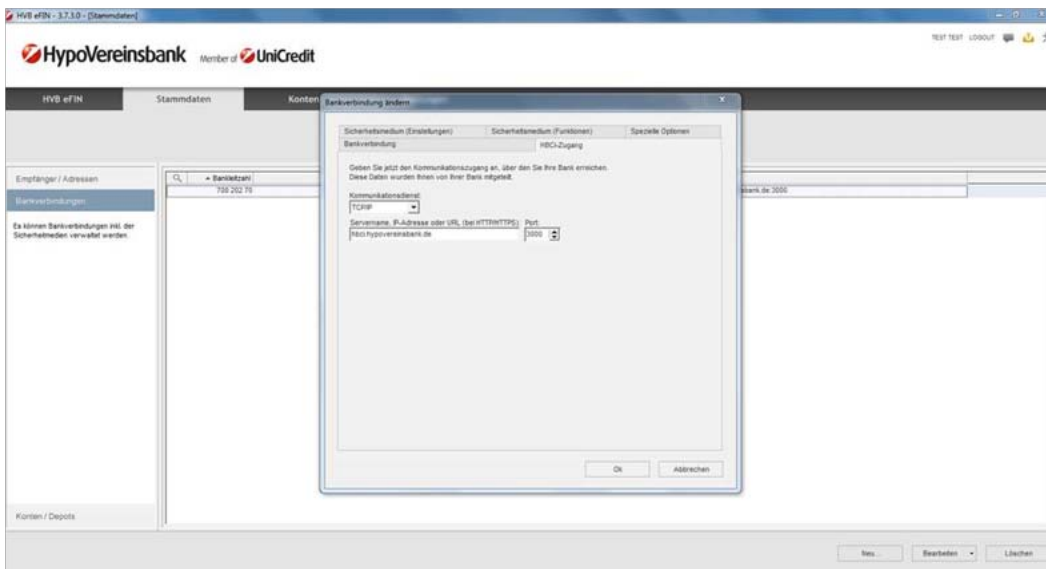 HVB eFIN - 3.7.3.0 - [Stammdaten]
HypoVereinsbank Member of UniCredit
TEST TEST LOGOUT
HVB eFIN Stammdaten Konten
Bankverbindung ändern
Sicherheitsmedium (Einstellungen) Sicherheitsmedium (Funktionen) Spezielle Optionen
Bankverbindung HBCI-Zugang
Geben Sie jetzt den Kommunikationszugang an, über den Sie Ihre Bank erreichen.
Diese Daten wurden Ihnen von Ihrer Bank mitgeteilt.
Kommunikationsdienst:
TCP/IP
Servername, IP-Adresse oder URL (bei HTTP/HTTPS): Port:
hbci.hypovereinsbank.de 3000
Ok Abbrechen
Empfänger / Adressen
Bankverbindungen
Es können Bankverbindungen inkl. der
Sicherheitmedien verwaltet werden.
Konten / Depots
Bankleitzahl
700 202 70 sbank.de:3000
Neu... Bearbeiten Löschen